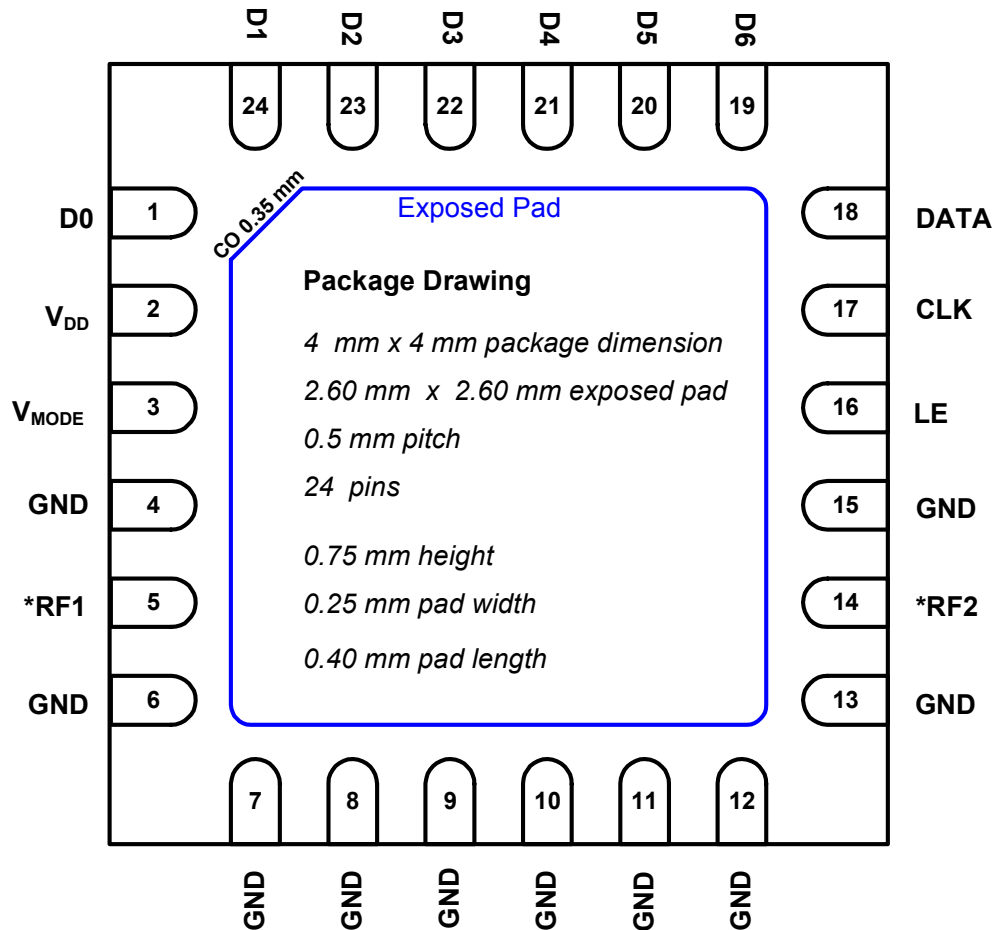 D1 D2 D3 D4 D5 D6
24 23 22 21 20 19
CO 0.35 mm
Exposed Pad
D0 1
V_DD 2
V_MODE 3
GND 4
*RF1 5
GND 6
Package Drawing
4 mm x 4 mm package dimension
2.60 mm x 2.60 mm exposed pad
0.5 mm pitch
24 pins
0.75 mm height
0.25 mm pad width
0.40 mm pad length
18 DATA
17 CLK
16 LE
15 GND
14 *RF2
13 GND
7 8 9 10 11 12
GND GND GND GND GND GND